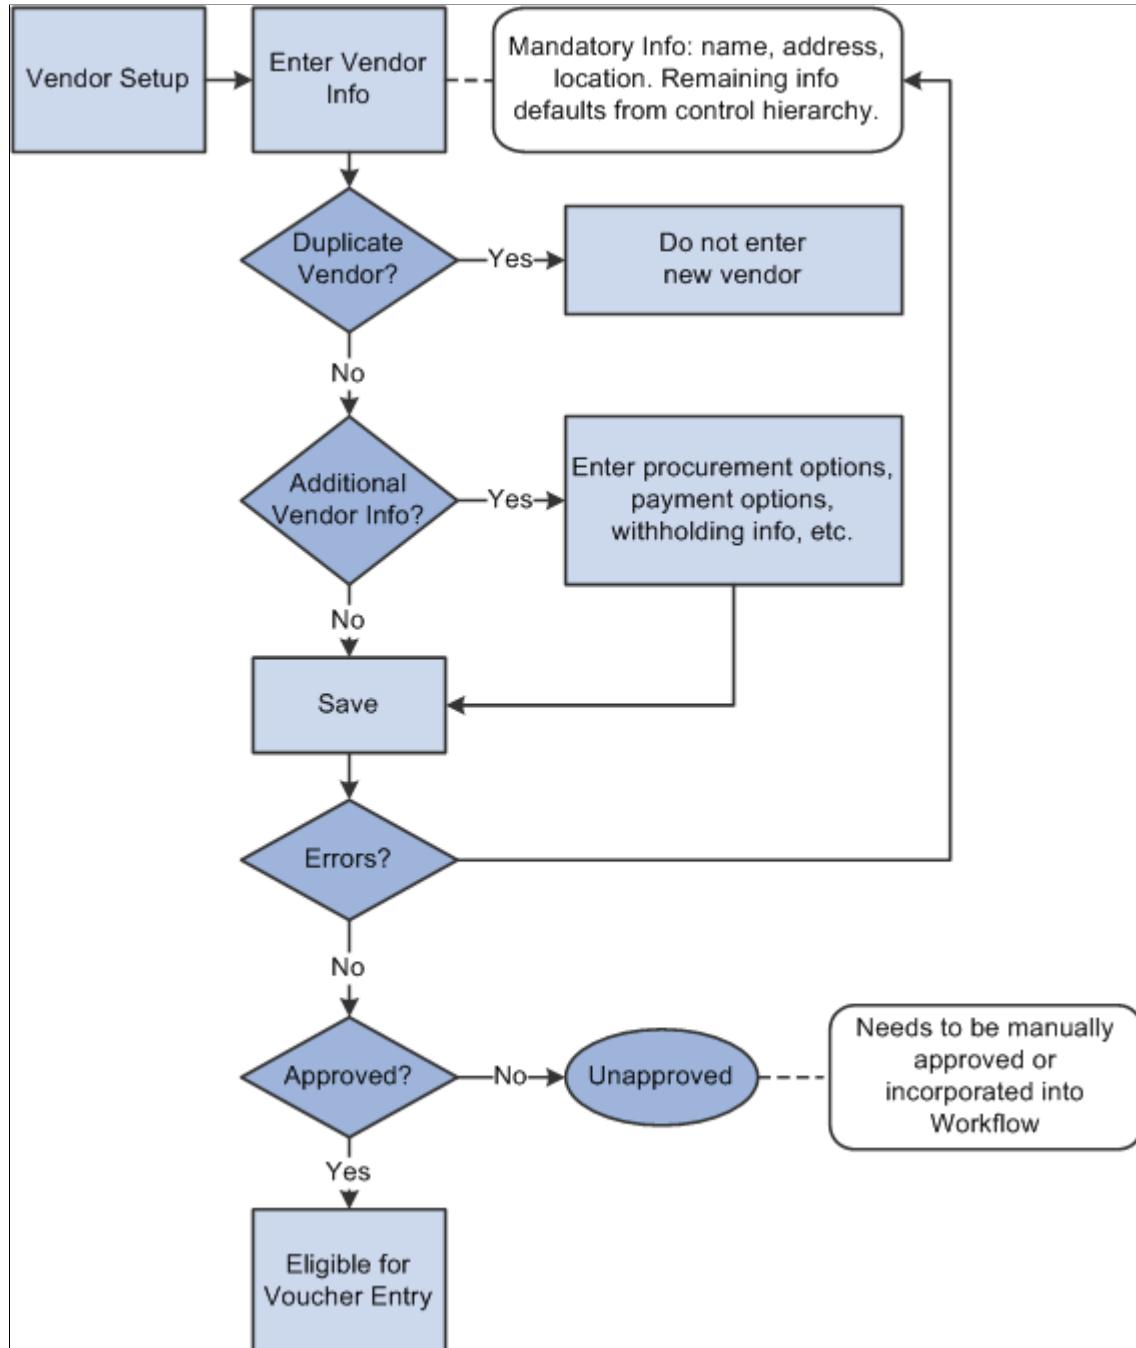 Vendor Setup
Enter Vendor
Info
Mandatory Info: name, address,
location. Remaining info
defaults from control hierarchy.
Duplicate
Vendor?
Yes
Do not enter
new vendor
No
Additional
Vendor Info?
Yes
Enter procurement options,
payment options,
withholding info, etc.
No
Save
Errors?
No
Approved?
No
Unapproved
Needs to be manually
approved or
incorporated into
Workflow
Yes
Eligible for
Voucher Entry